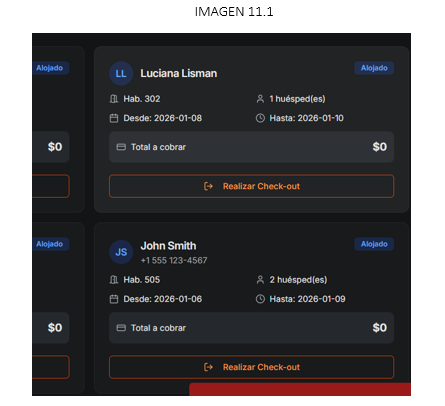 IMAGEN 11.1
Alojado
LL Luciana Lisman Alojado
Hab. 302 1 huésped(es)
Desde: 2026-01-08 Hasta: 2026-01-10
$0 Total a cobrar $0
Realizar Check-out
Alojado
JS John Smith Alojado
+1 555 123-4567
Hab. 505 2 huésped(es)
Desde: 2026-01-06 Hasta: 2026-01-09
$0 Total a cobrar $0
Realizar Check-out